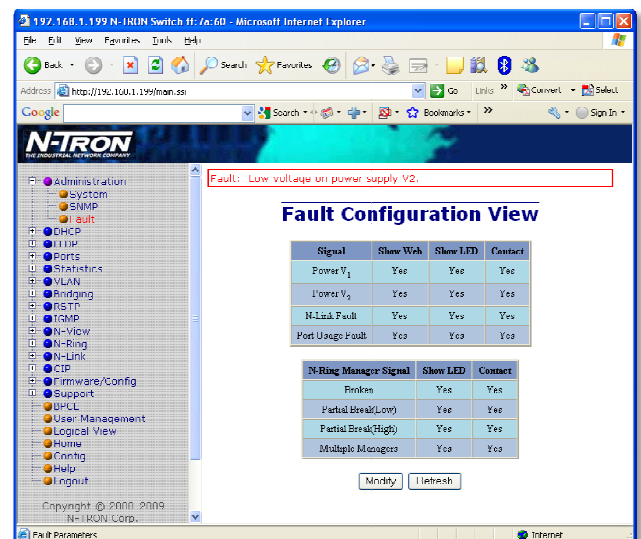 192.168.1.199 N-TRON Switch ff:7a:60 - Microsoft Internet Explorer
File Edit View Favorites Tools Help
Back Search Favorites
Address http://192.168.1.199/main.ssi Go Links » Convert Select
Google Search Bookmarks » Sign In
N-TRON
THE INDUSTRIAL NETWORK COMPANY
Administration
System
SNMP
Fault
DHCP
LLDP
Ports
Statistics
VLAN
Bridging
RSTP
IGMP
N-View
N-Ring
N-Link
CIP
Firmware/Config
Support
BPCL
User Management
Logical View
Home
Config
Help
Logout
Copyright © 2000-2009
N-TRON Corp.
Fault: Low voltage on power supply V2.
Fault Configuration View
Signal Show Web Show LED Contact
Power V1 Yes Yes Yes
Power V2 Yes Yes Yes
N-Link Fault Yes Yes Yes
Port Usage Fault Yes Yes Yes
N-Ring Manager Signal Show LED Contact
Broken Yes Yes
Partial Break(Low) Yes Yes
Partial Break(High) Yes Yes
Multiple Managers Yes Yes
Modify Refresh
Fault Parameters Internet